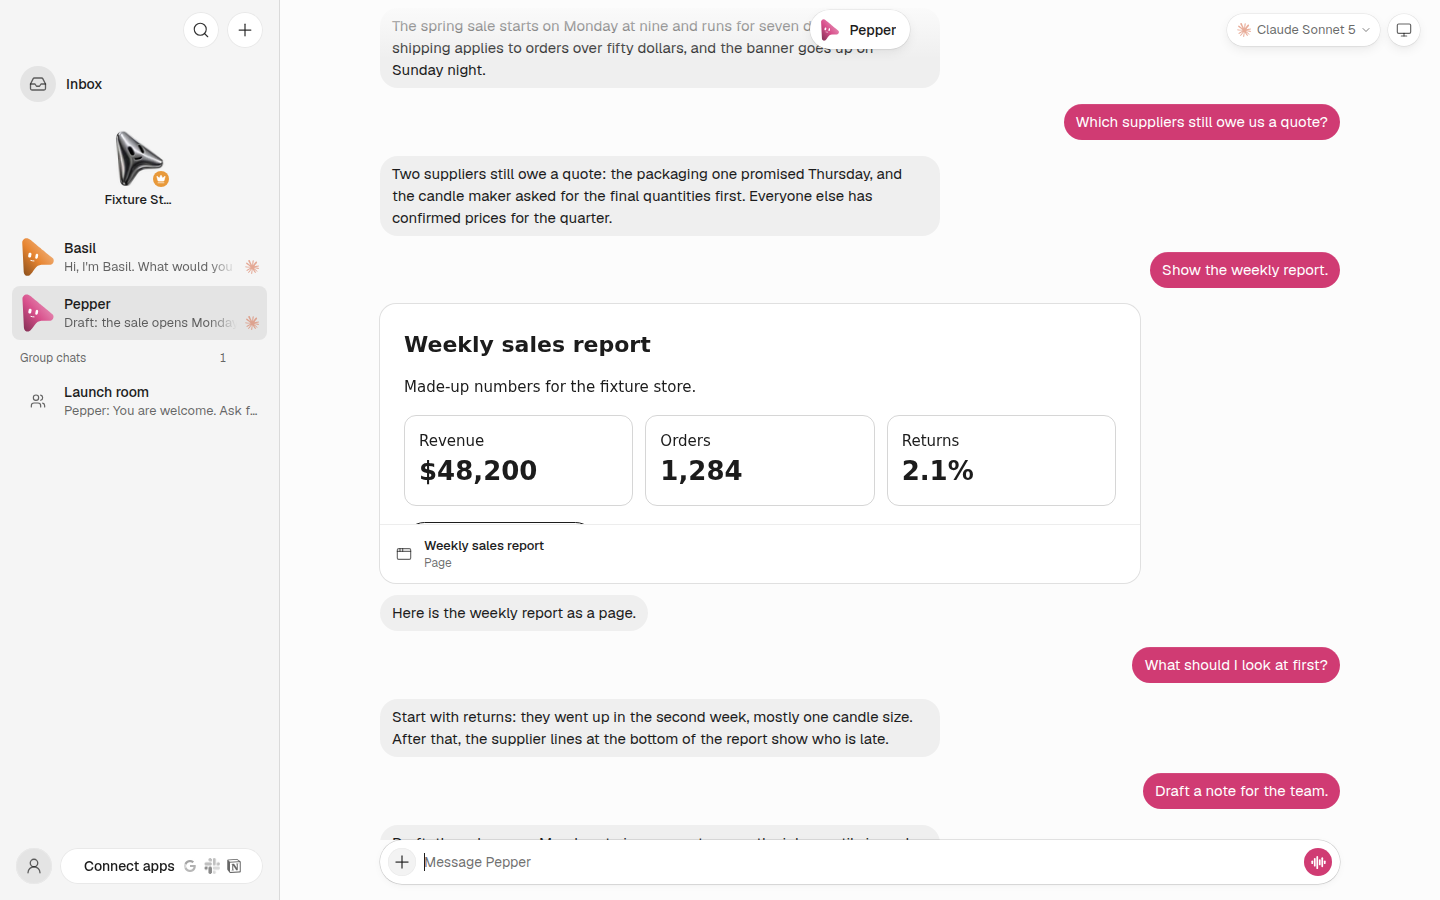 Inbox
Fixture St...
Basil
Hi, I'm Basil. What would you
Pepper
Draft: the sale opens Monday
Group chats 1
Launch room
Pepper: You are welcome. Ask f...
Connect apps
Pepper
Claude Sonnet 5
The spring sale starts on Monday at nine and runs for seven
shipping applies to orders over fifty dollars, and the banner goes up on
Sunday night.
Which suppliers still owe us a quote?
Two suppliers still owe a quote: the packaging one promised Thursday, and
the candle maker asked for the final quantities first. Everyone else has
confirmed prices for the quarter.
Show the weekly report.
Weekly sales report
Made-up numbers for the fixture store.
Revenue
$48,200
Orders
1,284
Returns
2.1%
Weekly sales report
Page
Here is the weekly report as a page.
What should I look at first?
Start with returns: they went up in the second week, mostly one candle size.
After that, the supplier lines at the bottom of the report show who is late.
Draft a note for the team.
Message Pepper